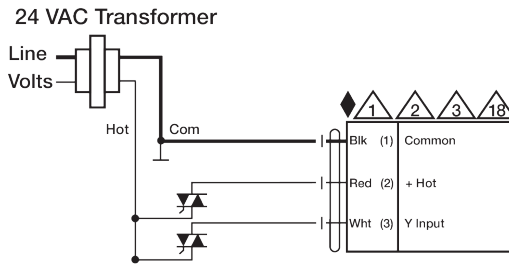 24 VAC Transformer
Line
Volts
Hot
Com
1 2 3 18
Blk (1) Common
Red (2) + Hot
Wht (3) Y Input